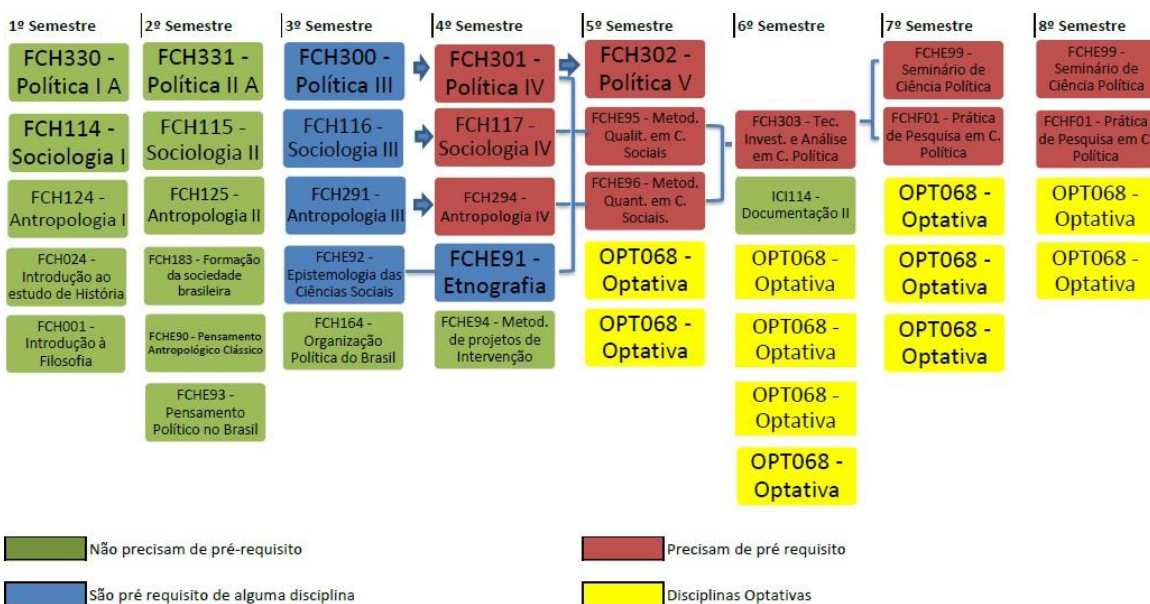 1º Semestre
FCH330 -
Política I A
FCH114 -
Sociologia I
FCH124 -
Antropologia I
FCH024 -
Introdução ao
estudo de História
FCH001 -
Introdução à
Filosofia
2º Semestre
FCH331 -
Política II A
FCH115 -
Sociologia II
FCH125 -
Antropologia II
FCH183 - Formação
da sociedade
brasileira
FCHE90 - Pensamento
Antropológico Clássico
FCHE93 -
Pensamento
Político no Brasil
3º Semestre
FCH300 -
Política III
FCH116 -
Sociologia III
FCH291 -
Antropologia III
FCHE92 -
Epistemologia das
Ciências Sociais
FCH164 -
Organização
Política do Brasil
4º Semestre
FCH301 -
Política IV
FCH117 -
Sociologia IV
FCH294 -
Antropologia IV
FCHE91 -
Etnografia
FCHE94 - Metod.
de projetos de
Intervenção
5º Semestre
FCH302 -
Política V
FCHE95 - Metod.
Qualit. em C.
Sociais
FCHE96 - Metod.
Quant. em C.
Sociais.
OPT068 -
Optativa
OPT068 -
Optativa
6º Semestre
FCH303 - Tec.
Invest. e Análise
em C. Política
ICI114 -
Documentação II
OPT068 -
Optativa
OPT068 -
Optativa
OPT068 -
Optativa
OPT068 -
Optativa
7º Semestre
FCHE99 -
Seminário de
Ciência Política
FCHF01 - Prática
de Pesquisa em C.
Política
OPT068 -
Optativa
OPT068 -
Optativa
OPT068 -
Optativa
8º Semestre
FCHE99 -
Seminário de
Ciência Política
FCHF01 - Prática
de Pesquisa em C.
Política
OPT068 -
Optativa
OPT068 -
Optativa
Não precisam de pré-requisito
Precisam de pré requisito
São pré requisito de alguma disciplina
Disciplinas Optativas